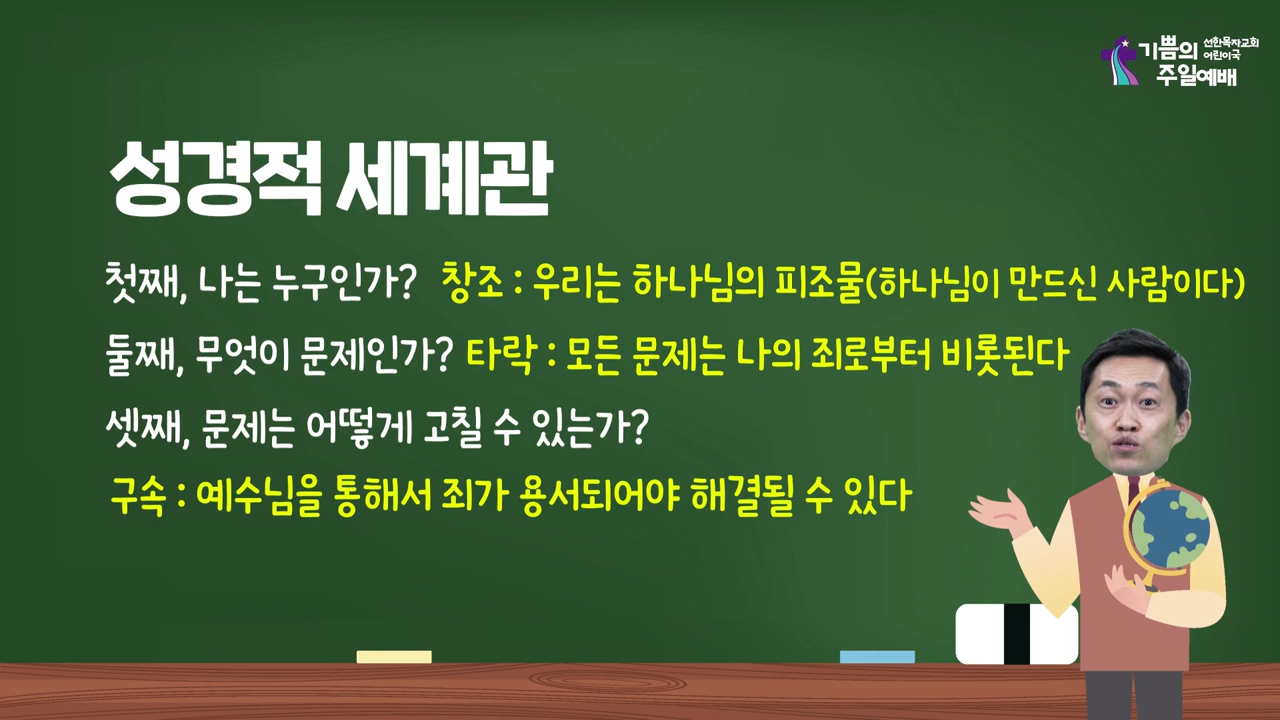 기쁨의 선한목자교회
어린이국
주일예배
성경적 세계관
첫째, 나는 누구인가? 창조 : 우리는 하나님의 피조물(하나님이 만드신 사람이다)
둘째, 무엇이 문제인가? 타락 : 모든 문제는 나의 죄로부터 비롯된다
셋째, 문제는 어떻게 고칠 수 있는가?
구속 : 예수님을 통해서 죄가 용서되어야 해결될 수 있다